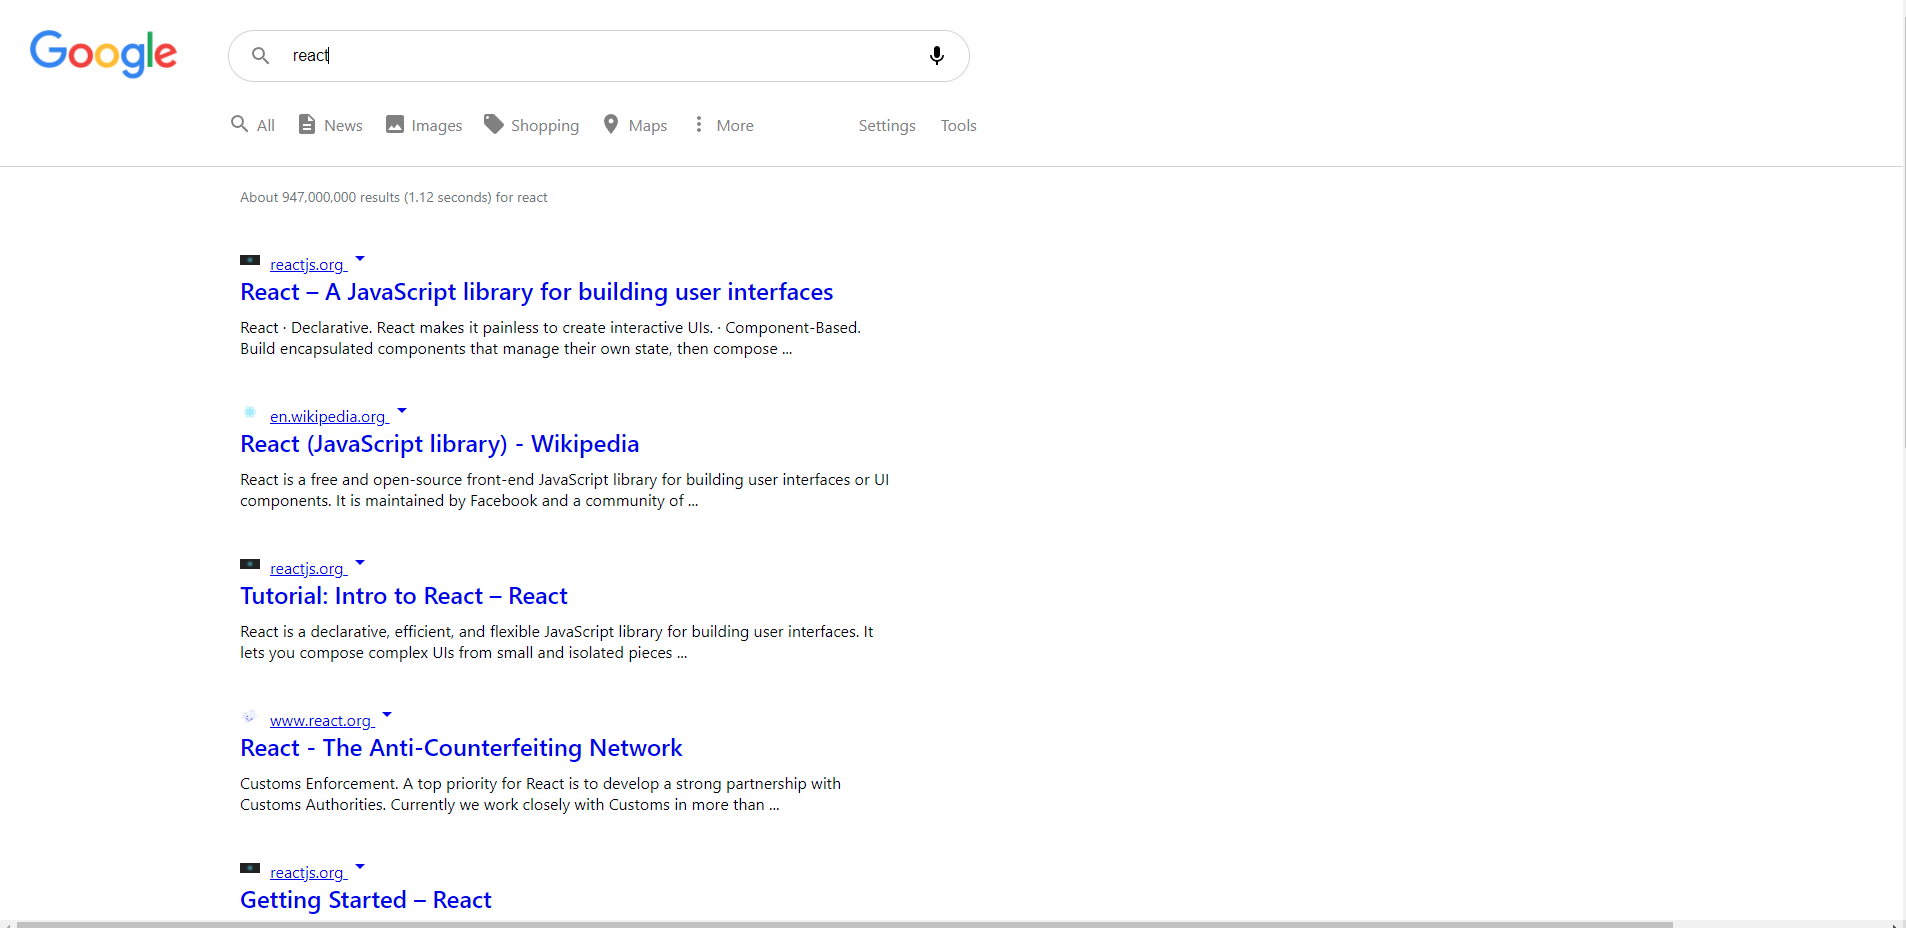 Google
react
All News Images Shopping Maps More Settings Tools
About 947,000,000 results (1.12 seconds) for react
reactjs.org
React – A JavaScript library for building user interfaces
React · Declarative. React makes it painless to create interactive UIs. · Component-Based.
Build encapsulated components that manage their own state, then compose ...
en.wikipedia.org
React (JavaScript library) - Wikipedia
React is a free and open-source front-end JavaScript library for building user interfaces or UI
components. It is maintained by Facebook and a community of ...
reactjs.org
Tutorial: Intro to React – React
React is a declarative, efficient, and flexible JavaScript library for building user interfaces. It
lets you compose complex UIs from small and isolated pieces ...
www.react.org
React - The Anti-Counterfeiting Network
Customs Enforcement. A top priority for React is to develop a strong partnership with
Customs Authorities. Currently we work closely with Customs in more than ...
reactjs.org
Getting Started – React